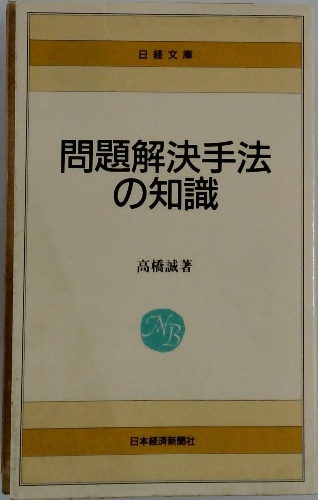 日経文庫
問題解決手法
の知識
高橋誠著
NB
日本経済新聞社